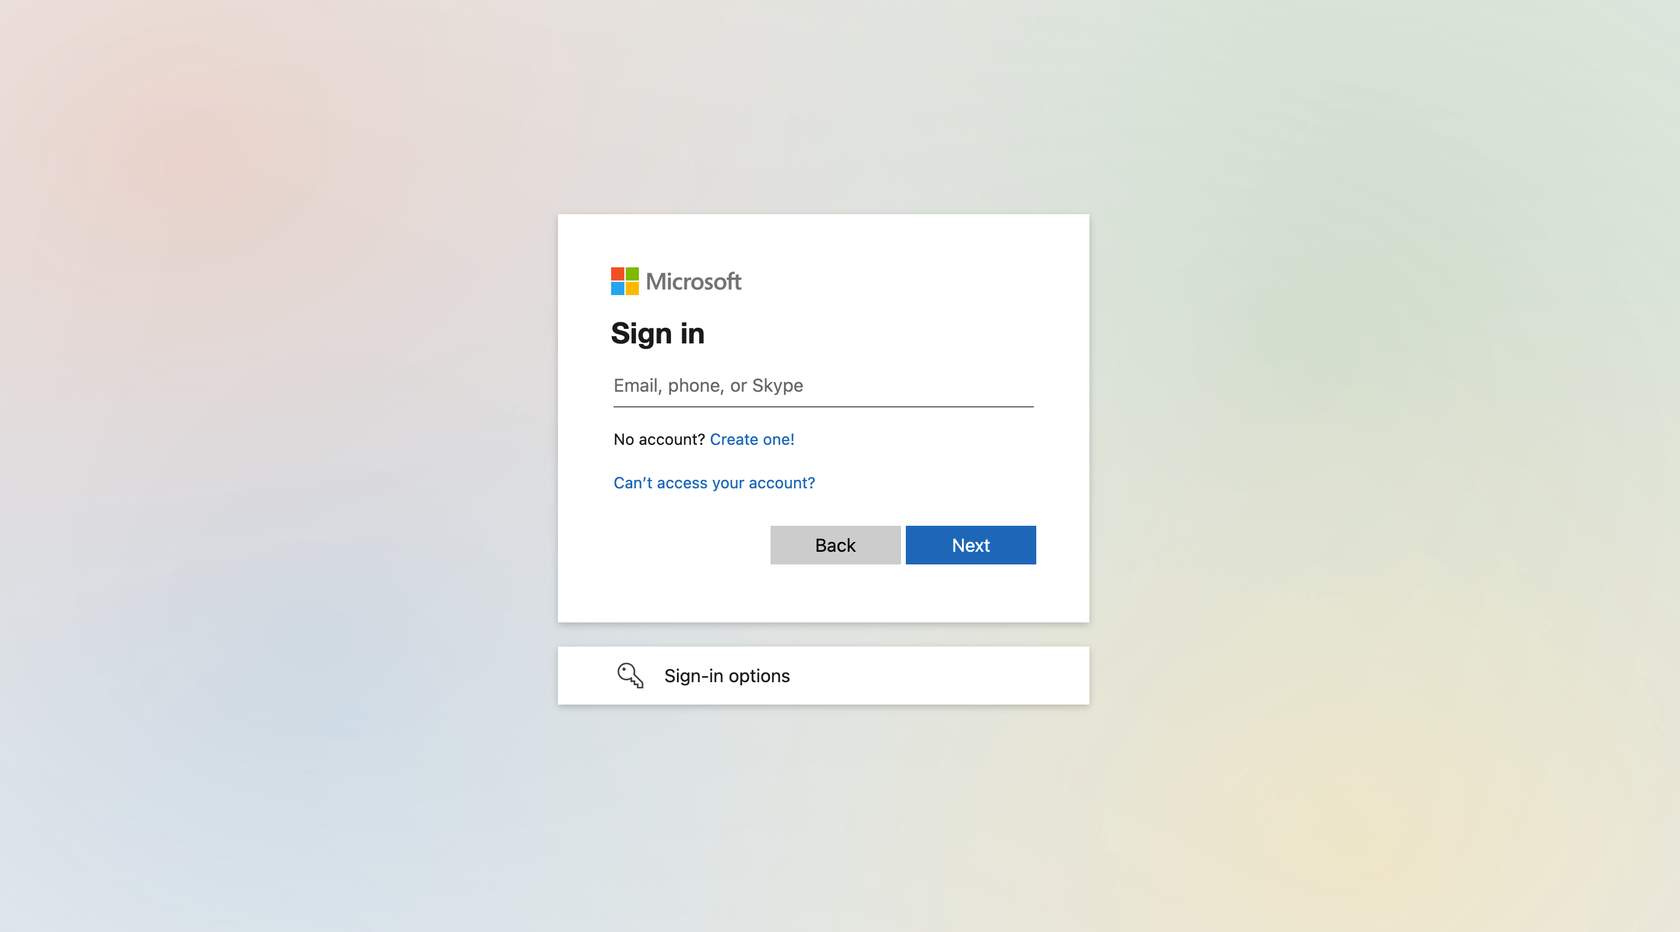 Microsoft
Sign in
Email, phone, or Skype
No account? Create one!
Can't access your account?
Back
Next
Sign-in options